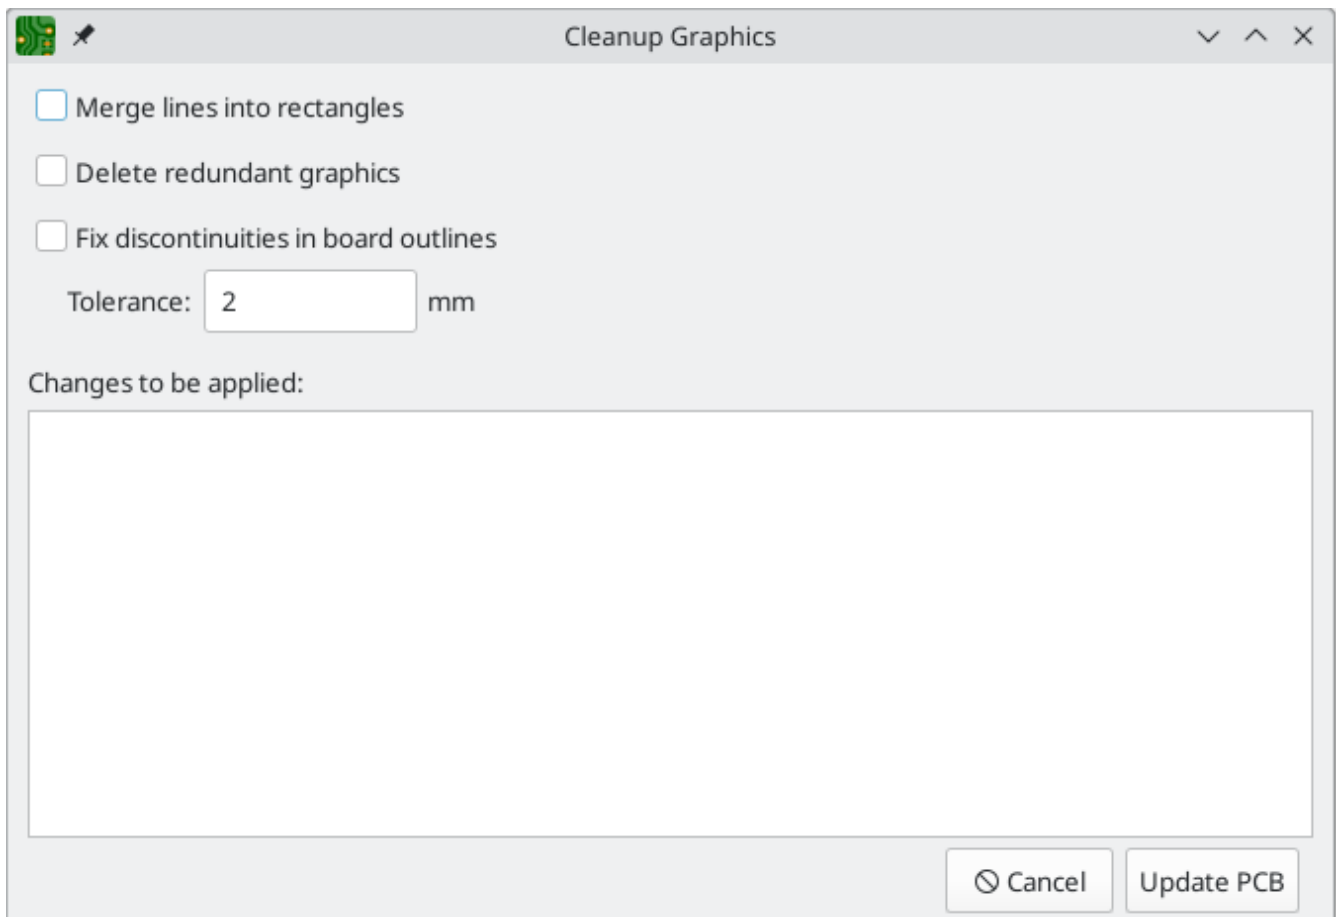 Cleanup Graphics
Merge lines into rectangles
Delete redundant graphics
Fix discontinuities in board outlines
Tolerance: 2 mm
Changes to be applied:
Cancel Update PCB